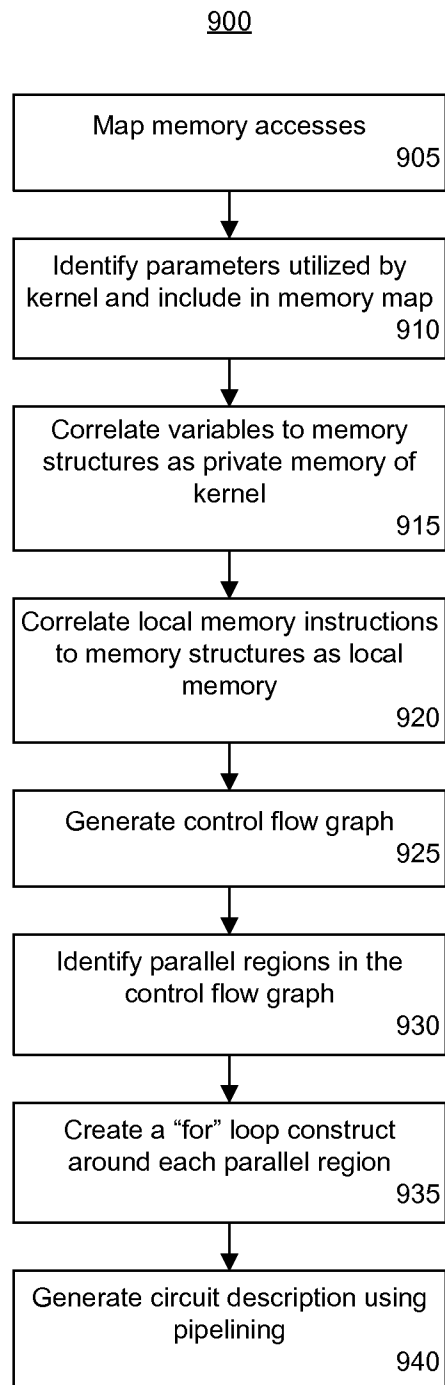 900
Map memory accesses
905
Identify parameters utilized by
kernel and include in memory map
910
Correlate variables to memory
structures as private memory of
kernel
915
Correlate local memory instructions
to memory structures as local
memory
920
Generate control flow graph
925
Identify parallel regions in the
control flow graph
930
Create a “for” loop construct
around each parallel region
935
Generate circuit description using
pipelining
940